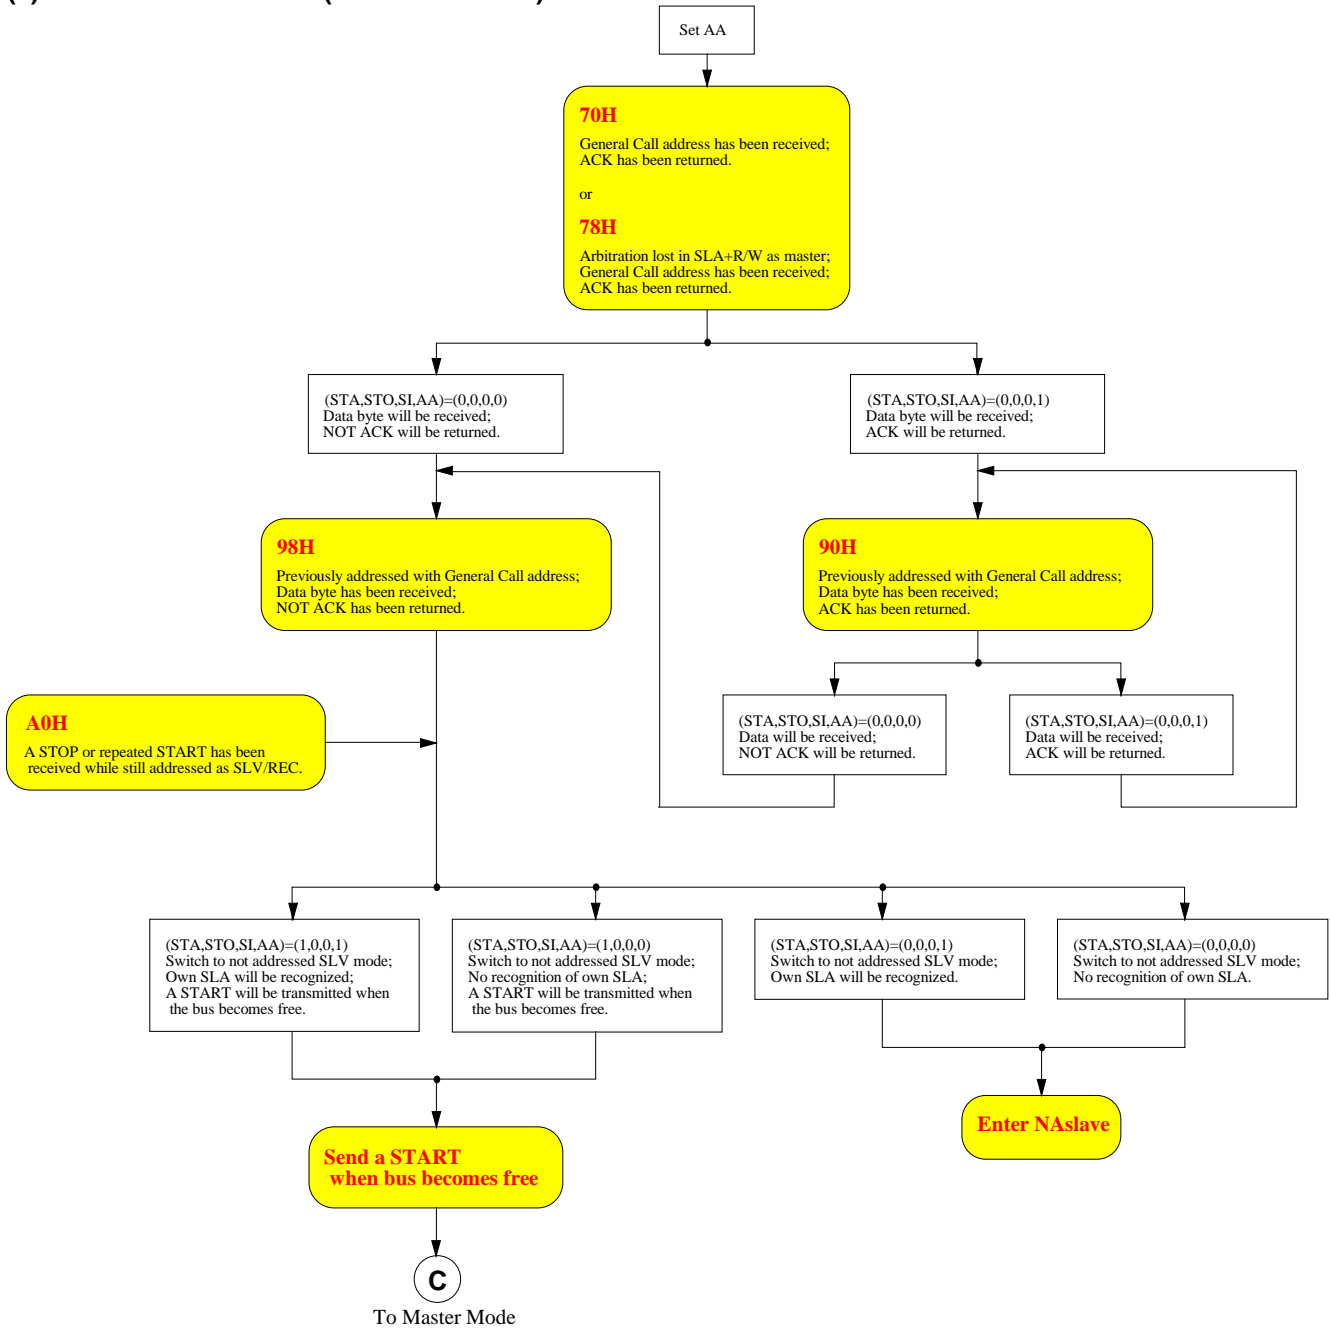 Set AA
70H
General Call address has been received;
ACK has been returned.
or
78H
Arbitration lost in SLA+R/W as master;
General Call address has been received;
ACK has been returned.
(STA,STO,SI,AA)=(0,0,0,0)
Data byte will be received;
NOT ACK will be returned.
(STA,STO,SI,AA)=(0,0,0,1)
Data byte will be received;
ACK will be returned.
98H
Previously addressed with General Call address;
Data byte has been received;
NOT ACK has been returned.
90H
Previously addressed with General Call address;
Data byte has been received;
ACK has been returned.
A0H
A STOP or repeated START has been
received while still addressed as SLV/REC.
(STA,STO,SI,AA)=(0,0,0,0)
Data will be received;
NOT ACK will be returned.
(STA,STO,SI,AA)=(0,0,0,1)
Data will be received;
ACK will be returned.
(STA,STO,SI,AA)=(1,0,0,1)
Switch to not addressed SLV mode;
Own SLA will be recognized;
A START will be transmitted when
the bus becomes free.
(STA,STO,SI,AA)=(1,0,0,0)
Switch to not addressed SLV mode;
No recognition of own SLA;
A START will be transmitted when
the bus becomes free.
(STA,STO,SI,AA)=(0,0,0,1)
Switch to not addressed SLV mode;
Own SLA will be recognized.
(STA,STO,SI,AA)=(0,0,0,0)
Switch to not addressed SLV mode;
No recognition of own SLA.
Send a START
when bus becomes free
Enter NAslave
C
To Master Mode